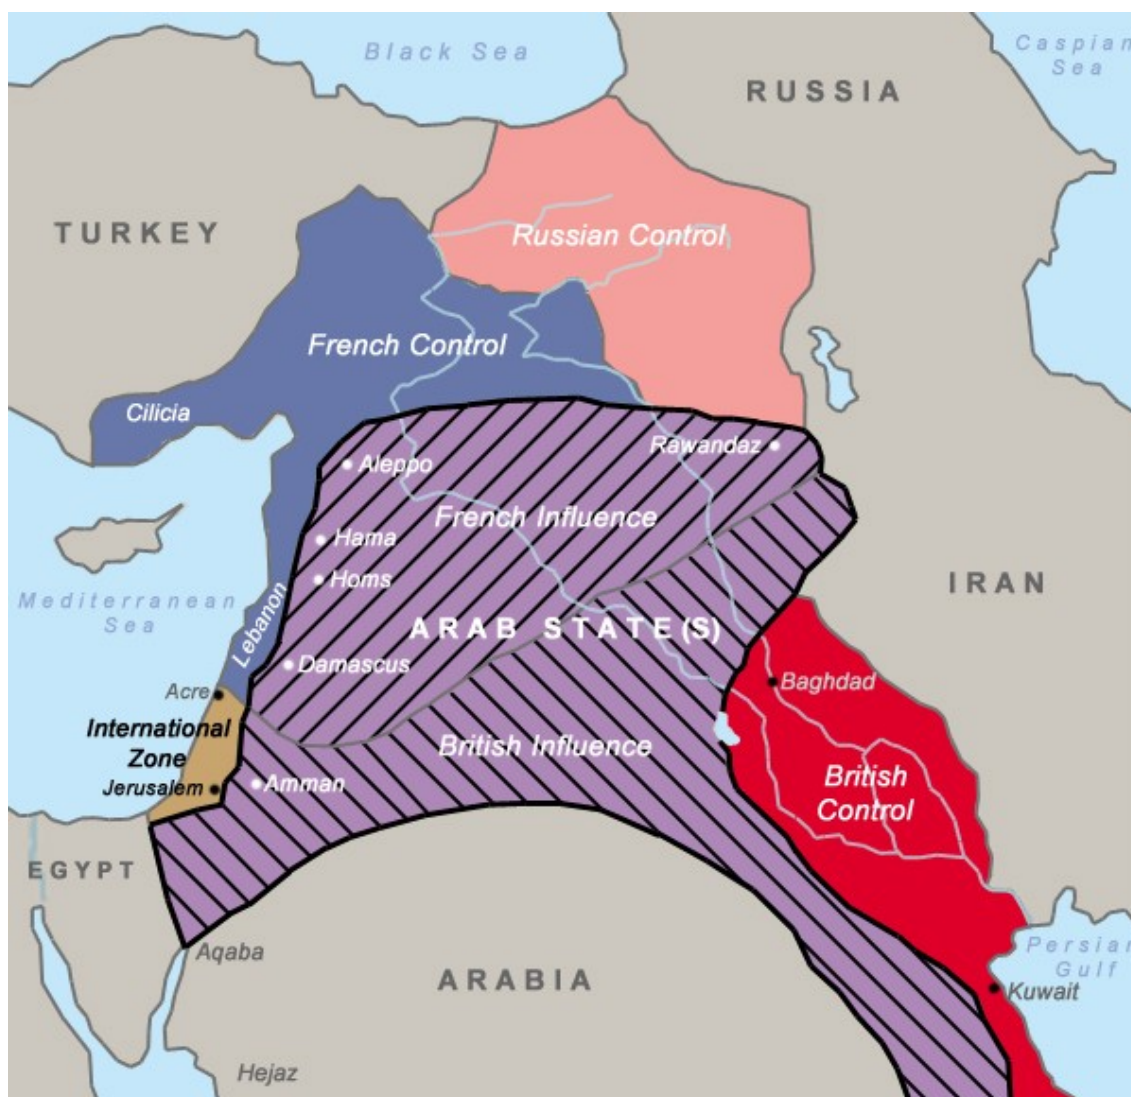 Black Sea
Caspian
Sea
RUSSIA
TURKEY
Russian Control
French Control
Cilicia
Rawandaz
Aleppo
French Influence
Hama
Homs
IRAN
Mediterranean
Sea
Lebanon
ARAB STATE(S)
Damascus
Baghdad
Acre
International
Zone
British Influence
Jerusalem
Amman
British
Control
EGYPT
Aqaba
Persian
Gulf
ARABIA
Kuwait
Hejaz